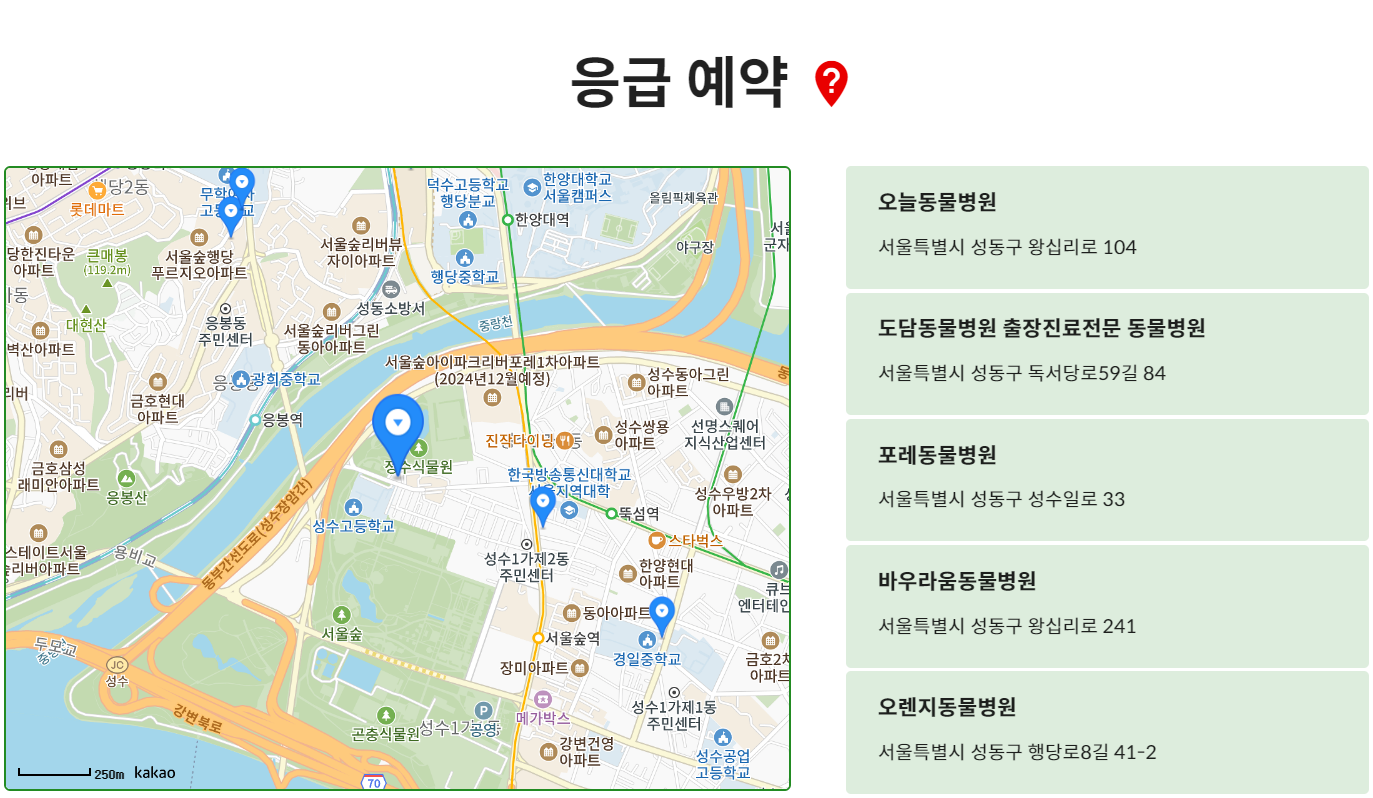 응급 예약
아파트
당2동
롯데마트
덕수고등학교
행당분교
한양대학교
서울캠퍼스
올림픽체육관
한양대역
당한진타운
아파트
큰매봉
(119.2m)
서울숲행당
푸르지오아파트
서울숲리버뷰
자이아파트
행당중학교
야구장
성동소방서
대현산
응봉동
주민센터
서울숲리버그린
동아아파트
중랑천
벽산아파트
서울숲아이파크리버포레1차아파트
(2024년12월예정)
광희중학교
금호현대
아파트
응봉역
성수동아그린
아파트
성수쌍용
아파트
선명스퀘어
지식산업센터
금호삼성
래미안아파트
응봉산
한국방송통신대학교
서울지역대학
성수우방2차
아파트
성수고등학교
뚝섬역
스타벅스
스테이트서울
숲리버아파트
용비교
동부간선도로(성수장암간)
성수1가제2동
주민센터
한양현대
아파트
엔터테인
동아아파트
서울숲
서울숲역
경일중학교
두모교
JC
성수
장미아파트
금호2차
아파트
강변북로
곤충식물원
성수1가
공영
메가박스
성수1가제1동
주민센터
강변건영
아파트
성수공업
고등학교
250m
kakao
70
오늘동물병원
서울특별시 성동구 왕십리로 104
도담동물병원 출장진료전문 동물병원
서울특별시 성동구 독서당로59길 84
포레동물병원
서울특별시 성동구 성수일로 33
바우라움동물병원
서울특별시 성동구 왕십리로 241
오렌지동물병원
서울특별시 성동구 행당로8길 41-2